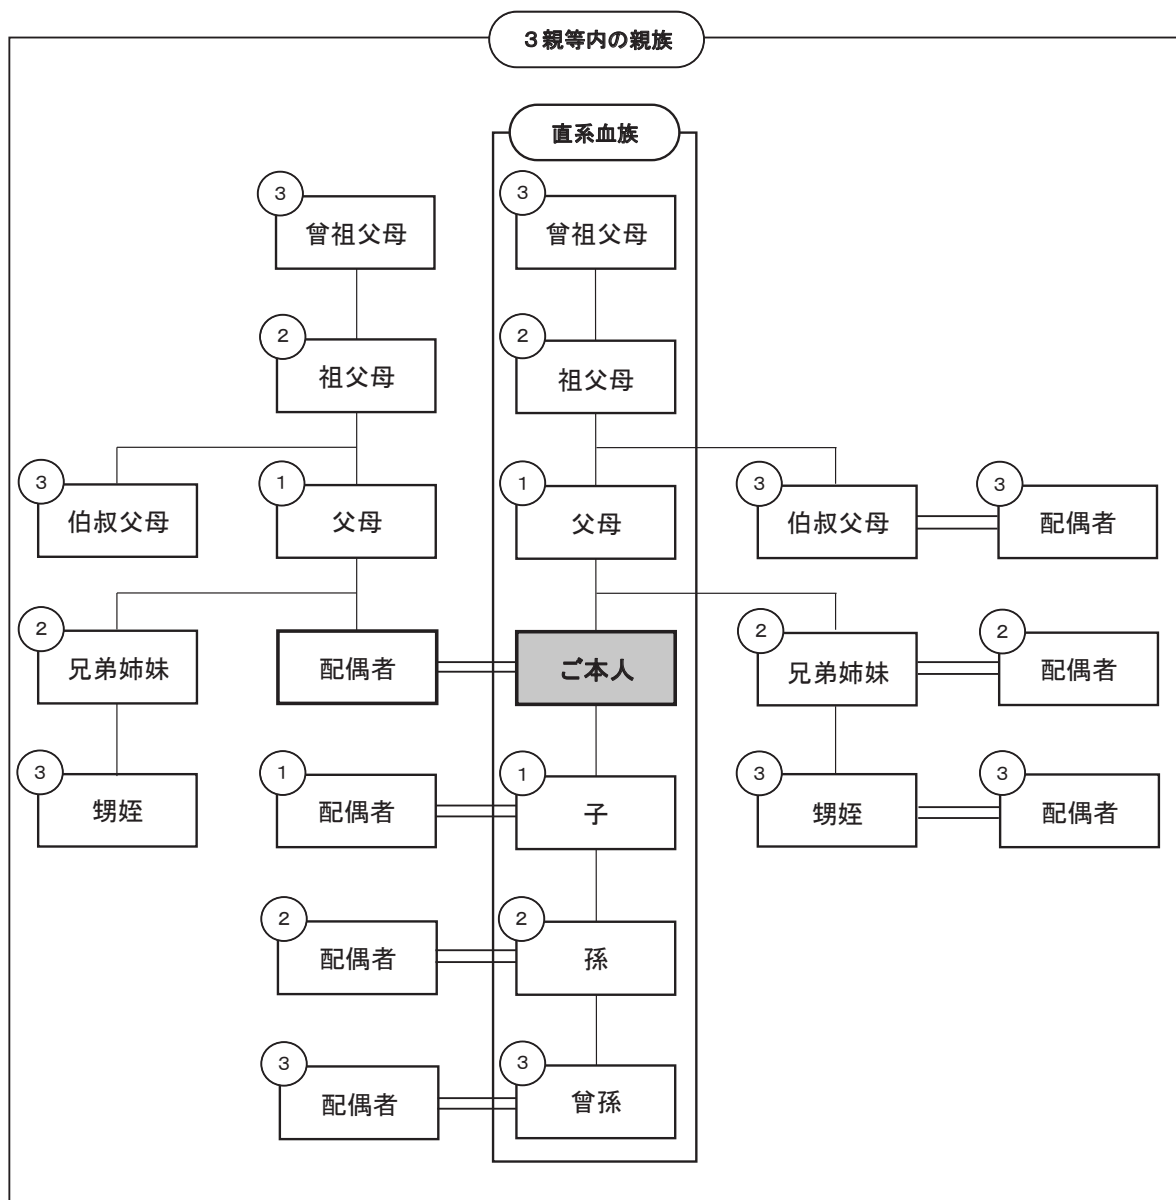 3親等内の親族
直系血族
3
曾祖父母
3
曾祖父母
2
祖父母
2
祖父母
3
伯叔父母
1
父母
1
父母
3
伯叔父母
3
配偶者
2
兄弟姉妹
配偶者
ご本人
2
兄弟姉妹
2
配偶者
3
甥姪
1
配偶者
1
子
3
甥姪
3
配偶者
2
配偶者
2
孫
3
配偶者
3
曾孫